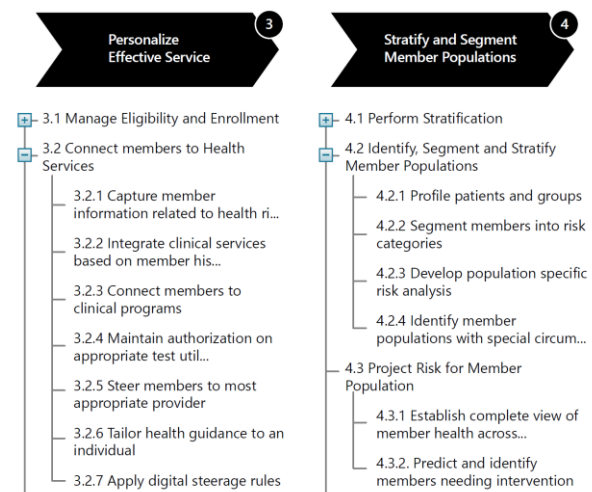 3
Personalize
Effective Service
3.1 Manage Eligibility and Enrollment
3.2 Connect members to Health
Services
3.2.1 Capture member
information related to health ri...
3.2.2 Integrate clinical services
based on member his...
3.2.3 Connect members to
clinical programs
3.2.4 Maintain authorization on
appropriate test util...
3.2.5 Steer members to most
appropriate provider
3.2.6 Tailor health guidance to an
individual
3.2.7 Apply digital steerage rules
4
Stratify and Segment
Member Populations
4.1 Perform Stratification
4.2 Identify, Segment and Stratify
Member Populations
4.2.1 Profile patients and groups
4.2.2 Segment members into risk
categories
4.2.3 Develop population specific
risk analysis
4.2.4 Identify member
populations with special circum...
4.3 Project Risk for Member
Population
4.3.1 Establish complete view of
member health across...
4.3.2. Predict and identify
members needing intervention